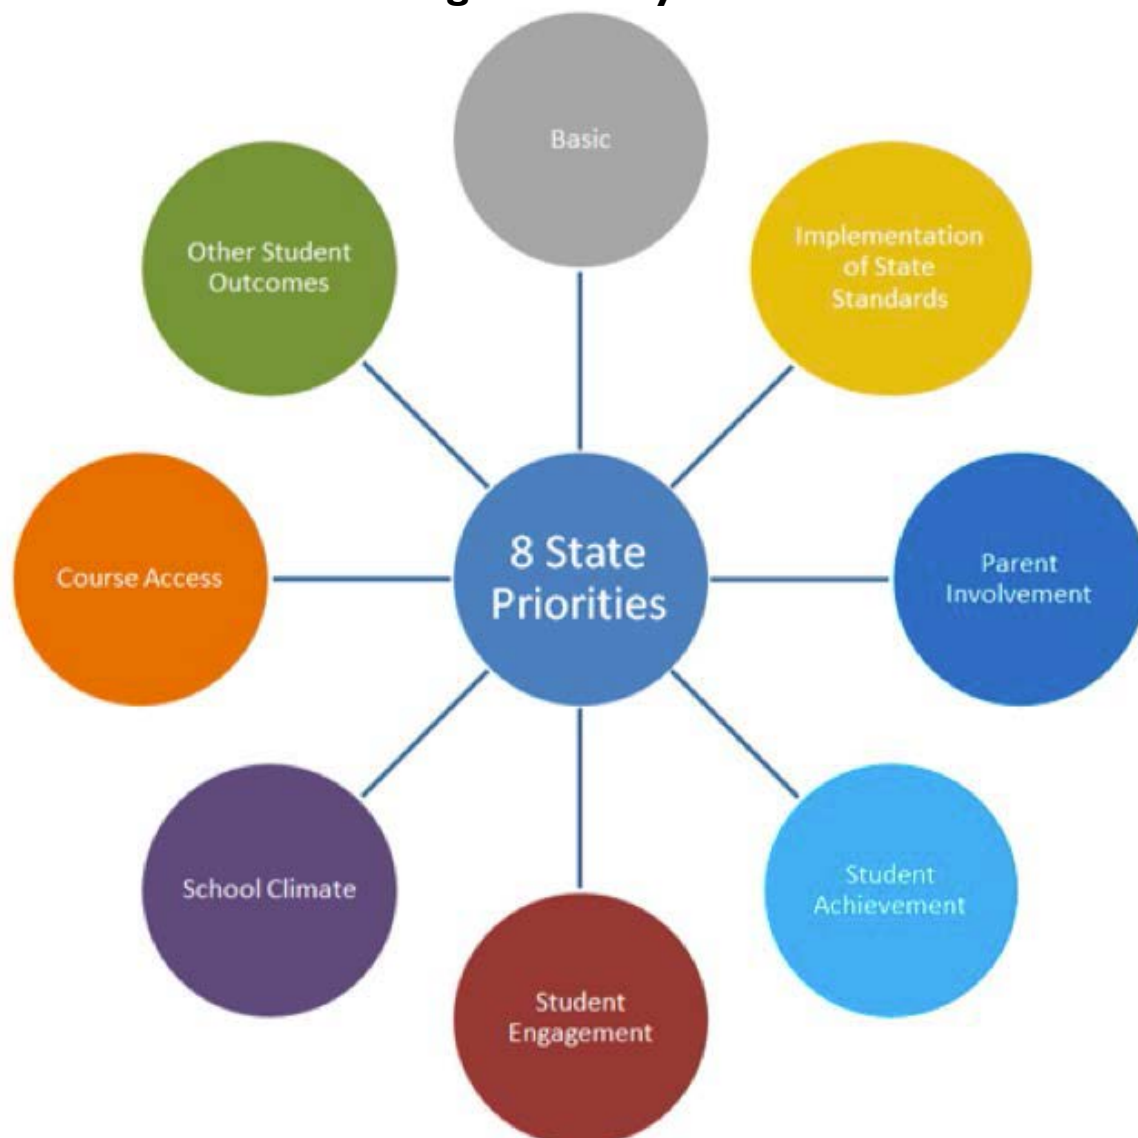 Basic
Implementation
of State
Standards
Parent
Involvement
Student
Achievement
Student
Engagement
School Climate
Course Access
Other Student
Outcomes
8 State
Priorities